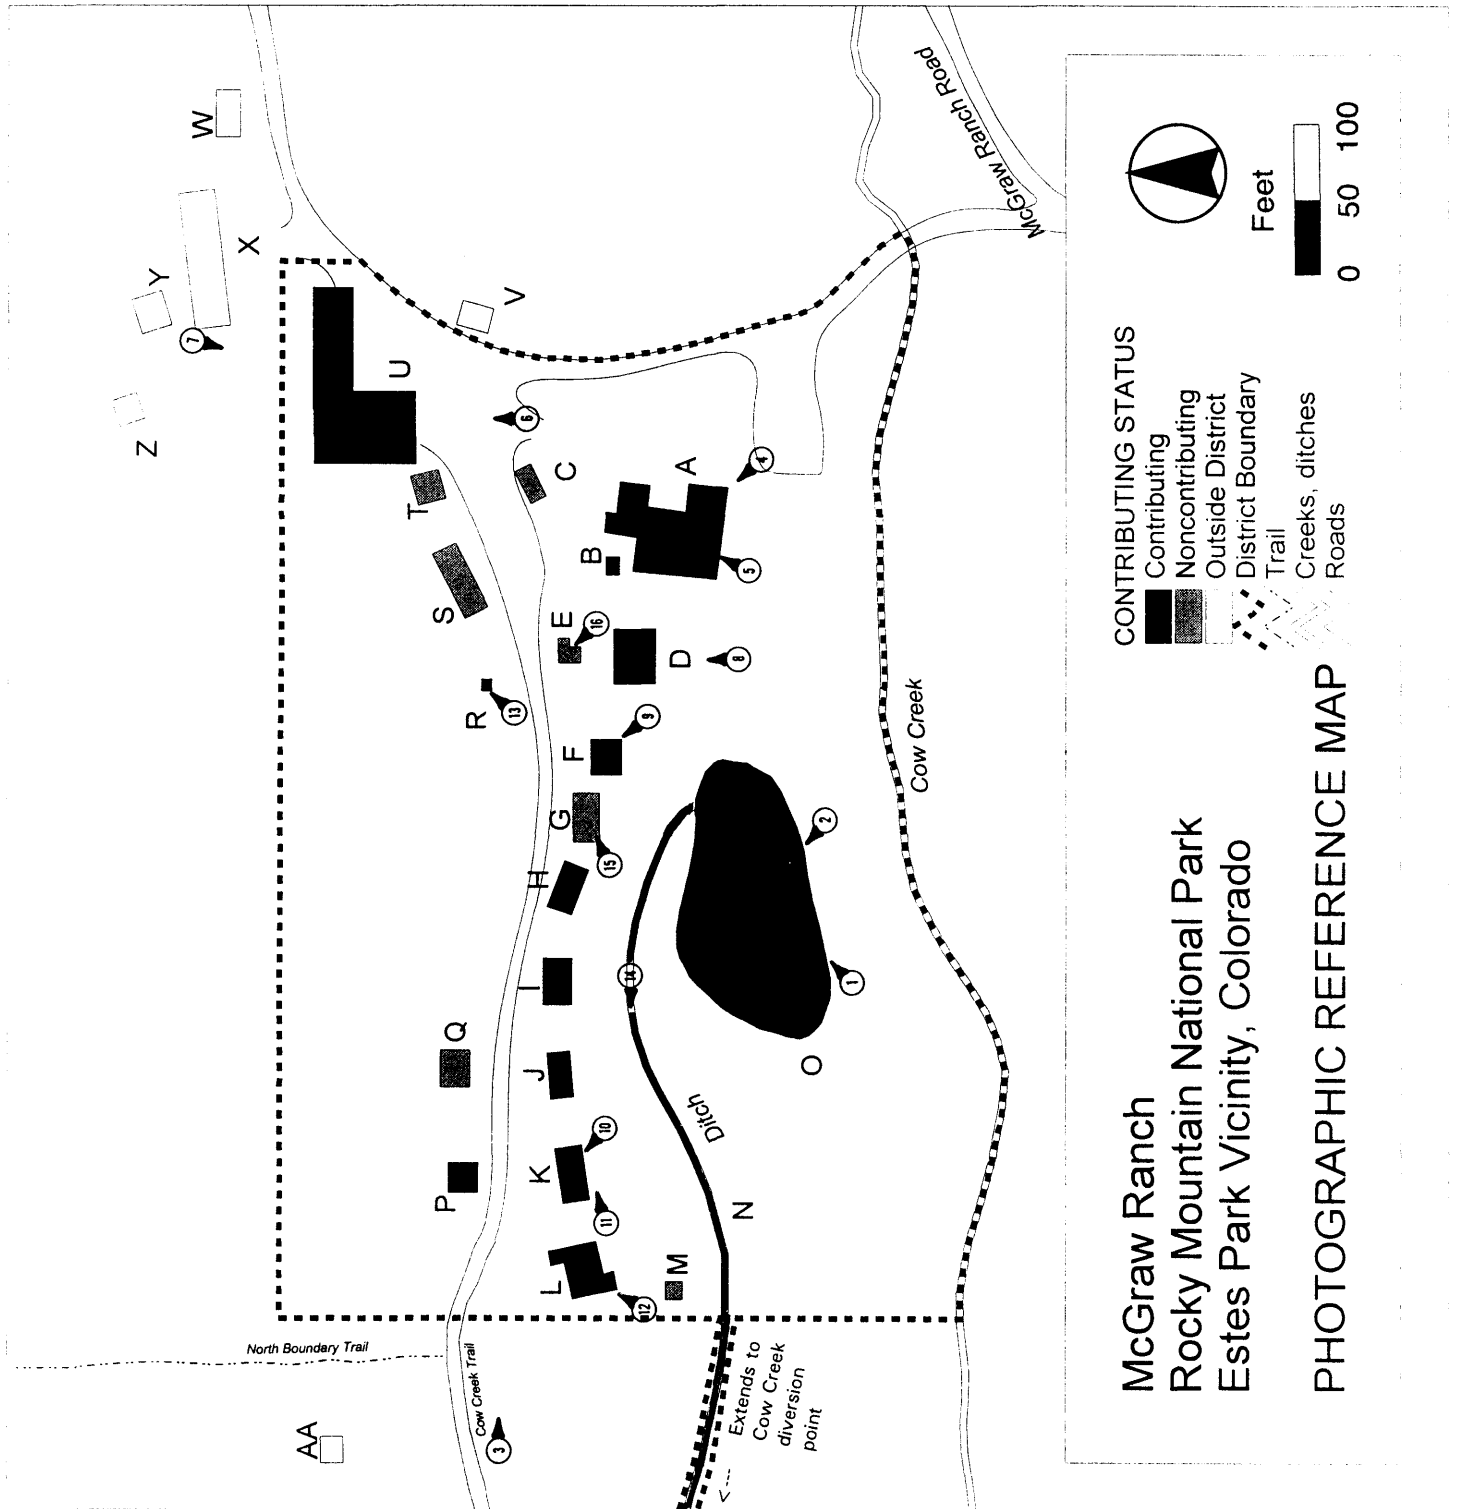 W
X
Y
7
Z
V
U
6
T
C
A
4
B
5
S
E
16
D
8
R
13
F
9
G
15
H
2
I
14
1
Q
J
O
Ditch
10
K
P
11
N
L
M
12
North Boundary Trail
Cow Creek Trail
3
AA
Extends to
Cow Creek
diversion
point
Cow Creek
McGraw Ranch Road
McGraw Ranch
Rocky Mountain National Park
Estes Park Vicinity, Colorado
PHOTOGRAPHIC REFERENCE MAP
CONTRIBUTING STATUS
Contributing
Noncontributing
Outside District
District Boundary
Trail
Creeks, ditches
Roads
Feet
0 50 100